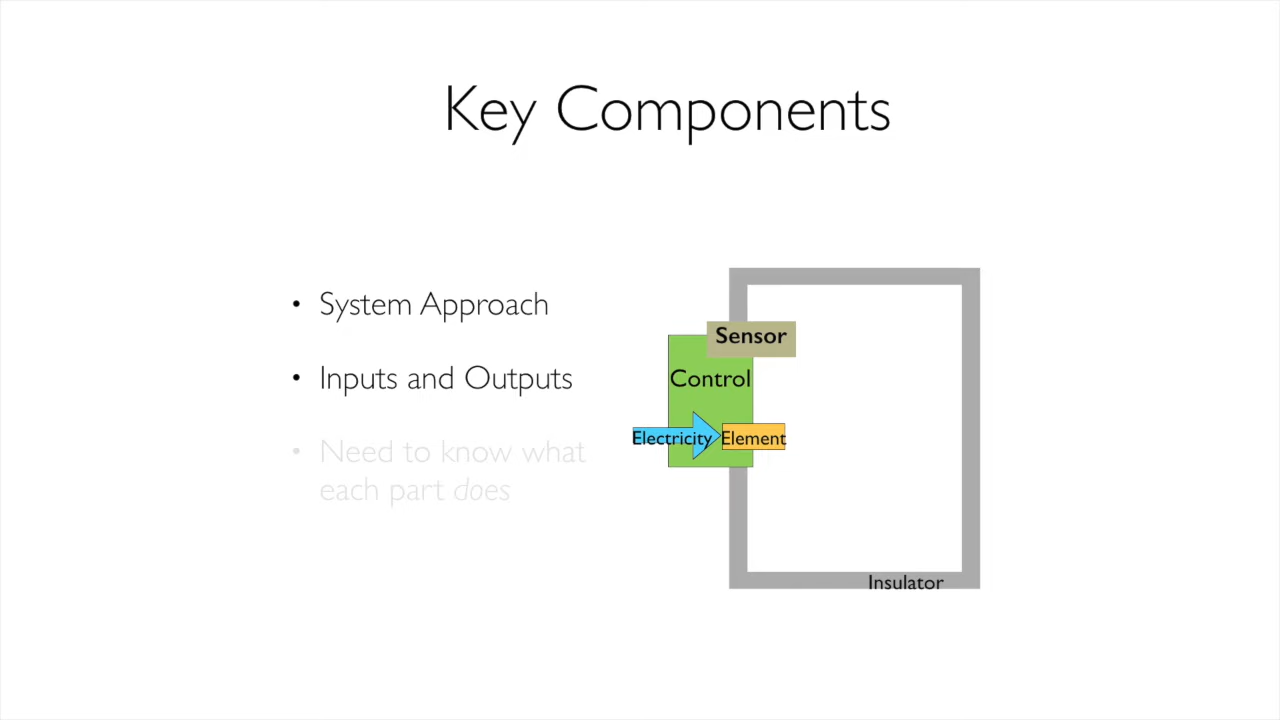 Key Components
• System Approach
• Inputs and Outputs
• Need to know what
each part does
Sensor
Control
Electricity
Element
Insulator